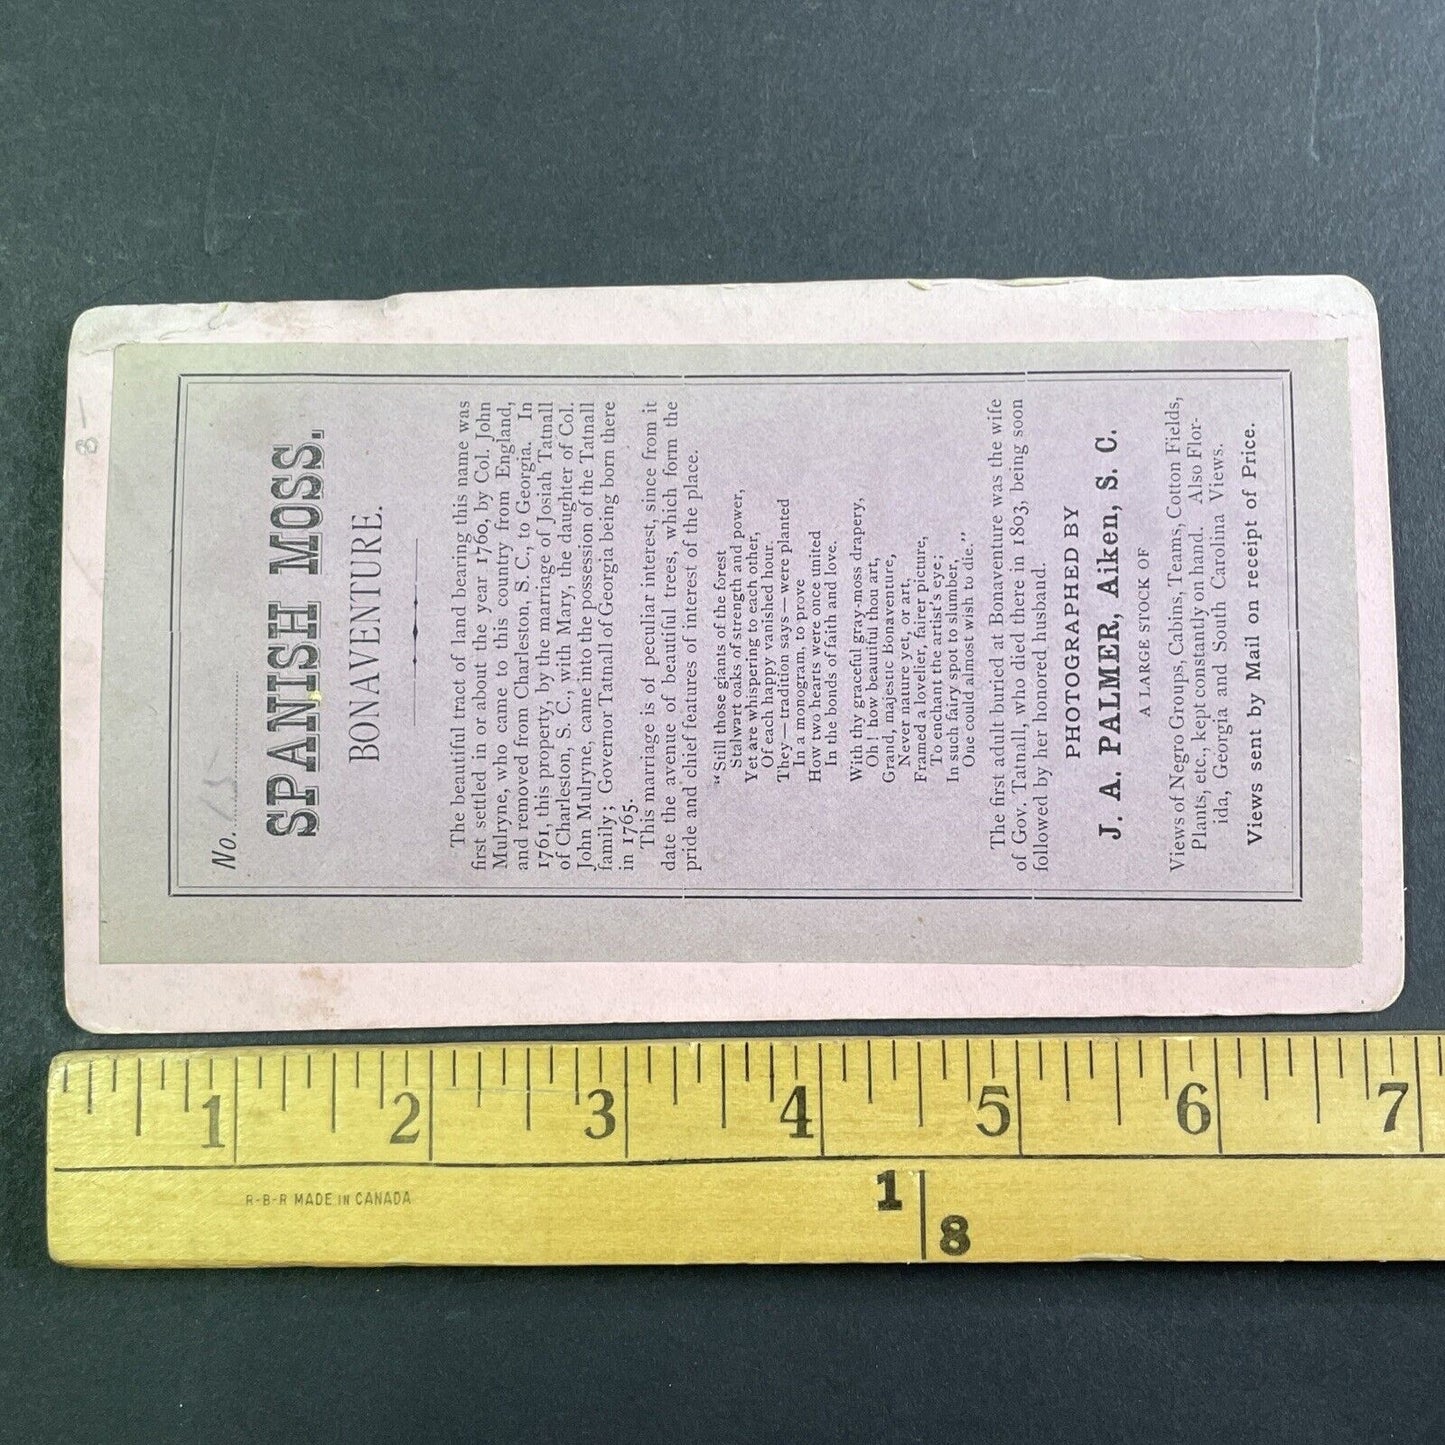 8-
No. 15
SPANISH MOSS.
BONAVENTURE.
The beautiful tract of land bearing this name was
first settled in or about the year 1760, by Col. John
Mulryne, who came to this country from England,
and removed from Charleston, S. C., to Georgia. In
1761, this property, by the marriage of Josiah Tatnall
of Charleston, S. C., with Mary, the daughter of Col.
John Mulryne, came into the possession of the Tatnall
family; Governor Tatnall of Georgia being born there
in 1765.
This marriage is of peculiar interest, since from it
date the avenue of beautiful trees, which form the
pride and chief features of interest of the place.
"Still those giants of the forest
Stalwart oaks of strength and power,
Yet are whispering to each other,
Of each happy vanished hour.
They—tradition says—were planted
In a monogram, to prove
How two hearts were once united
In the bonds of faith and love.
With thy graceful gray-moss drapery,
Oh! how beautiful thou art,
Grand, majestic Bonaventure,
Never nature yet, or art,
Framed a lovelier, fairer picture,
To enchant the artist's eye;
In such fairy spot to slumber,
One could almost wish to die."
The first adult buried at Bonaventure was the wife
of Gov. Tatnall, who died there in 1803, being soon
followed by her honored husbaud.
PHOTOGRAPHED BY
J. A. PALMER, Aiken, S. C.
A LARGE STOCK OF
Views of Negro Groups, Cabins, Teams, Cotton Fields,
Plants, etc., kept constantly on hand. Also Flor-
ida, Georgia and South Carolina Views.
Views sent by Mail on receipt of Price.
1 2 3 4 5 6 7
R-B-R MADE IN CANADA
1
8